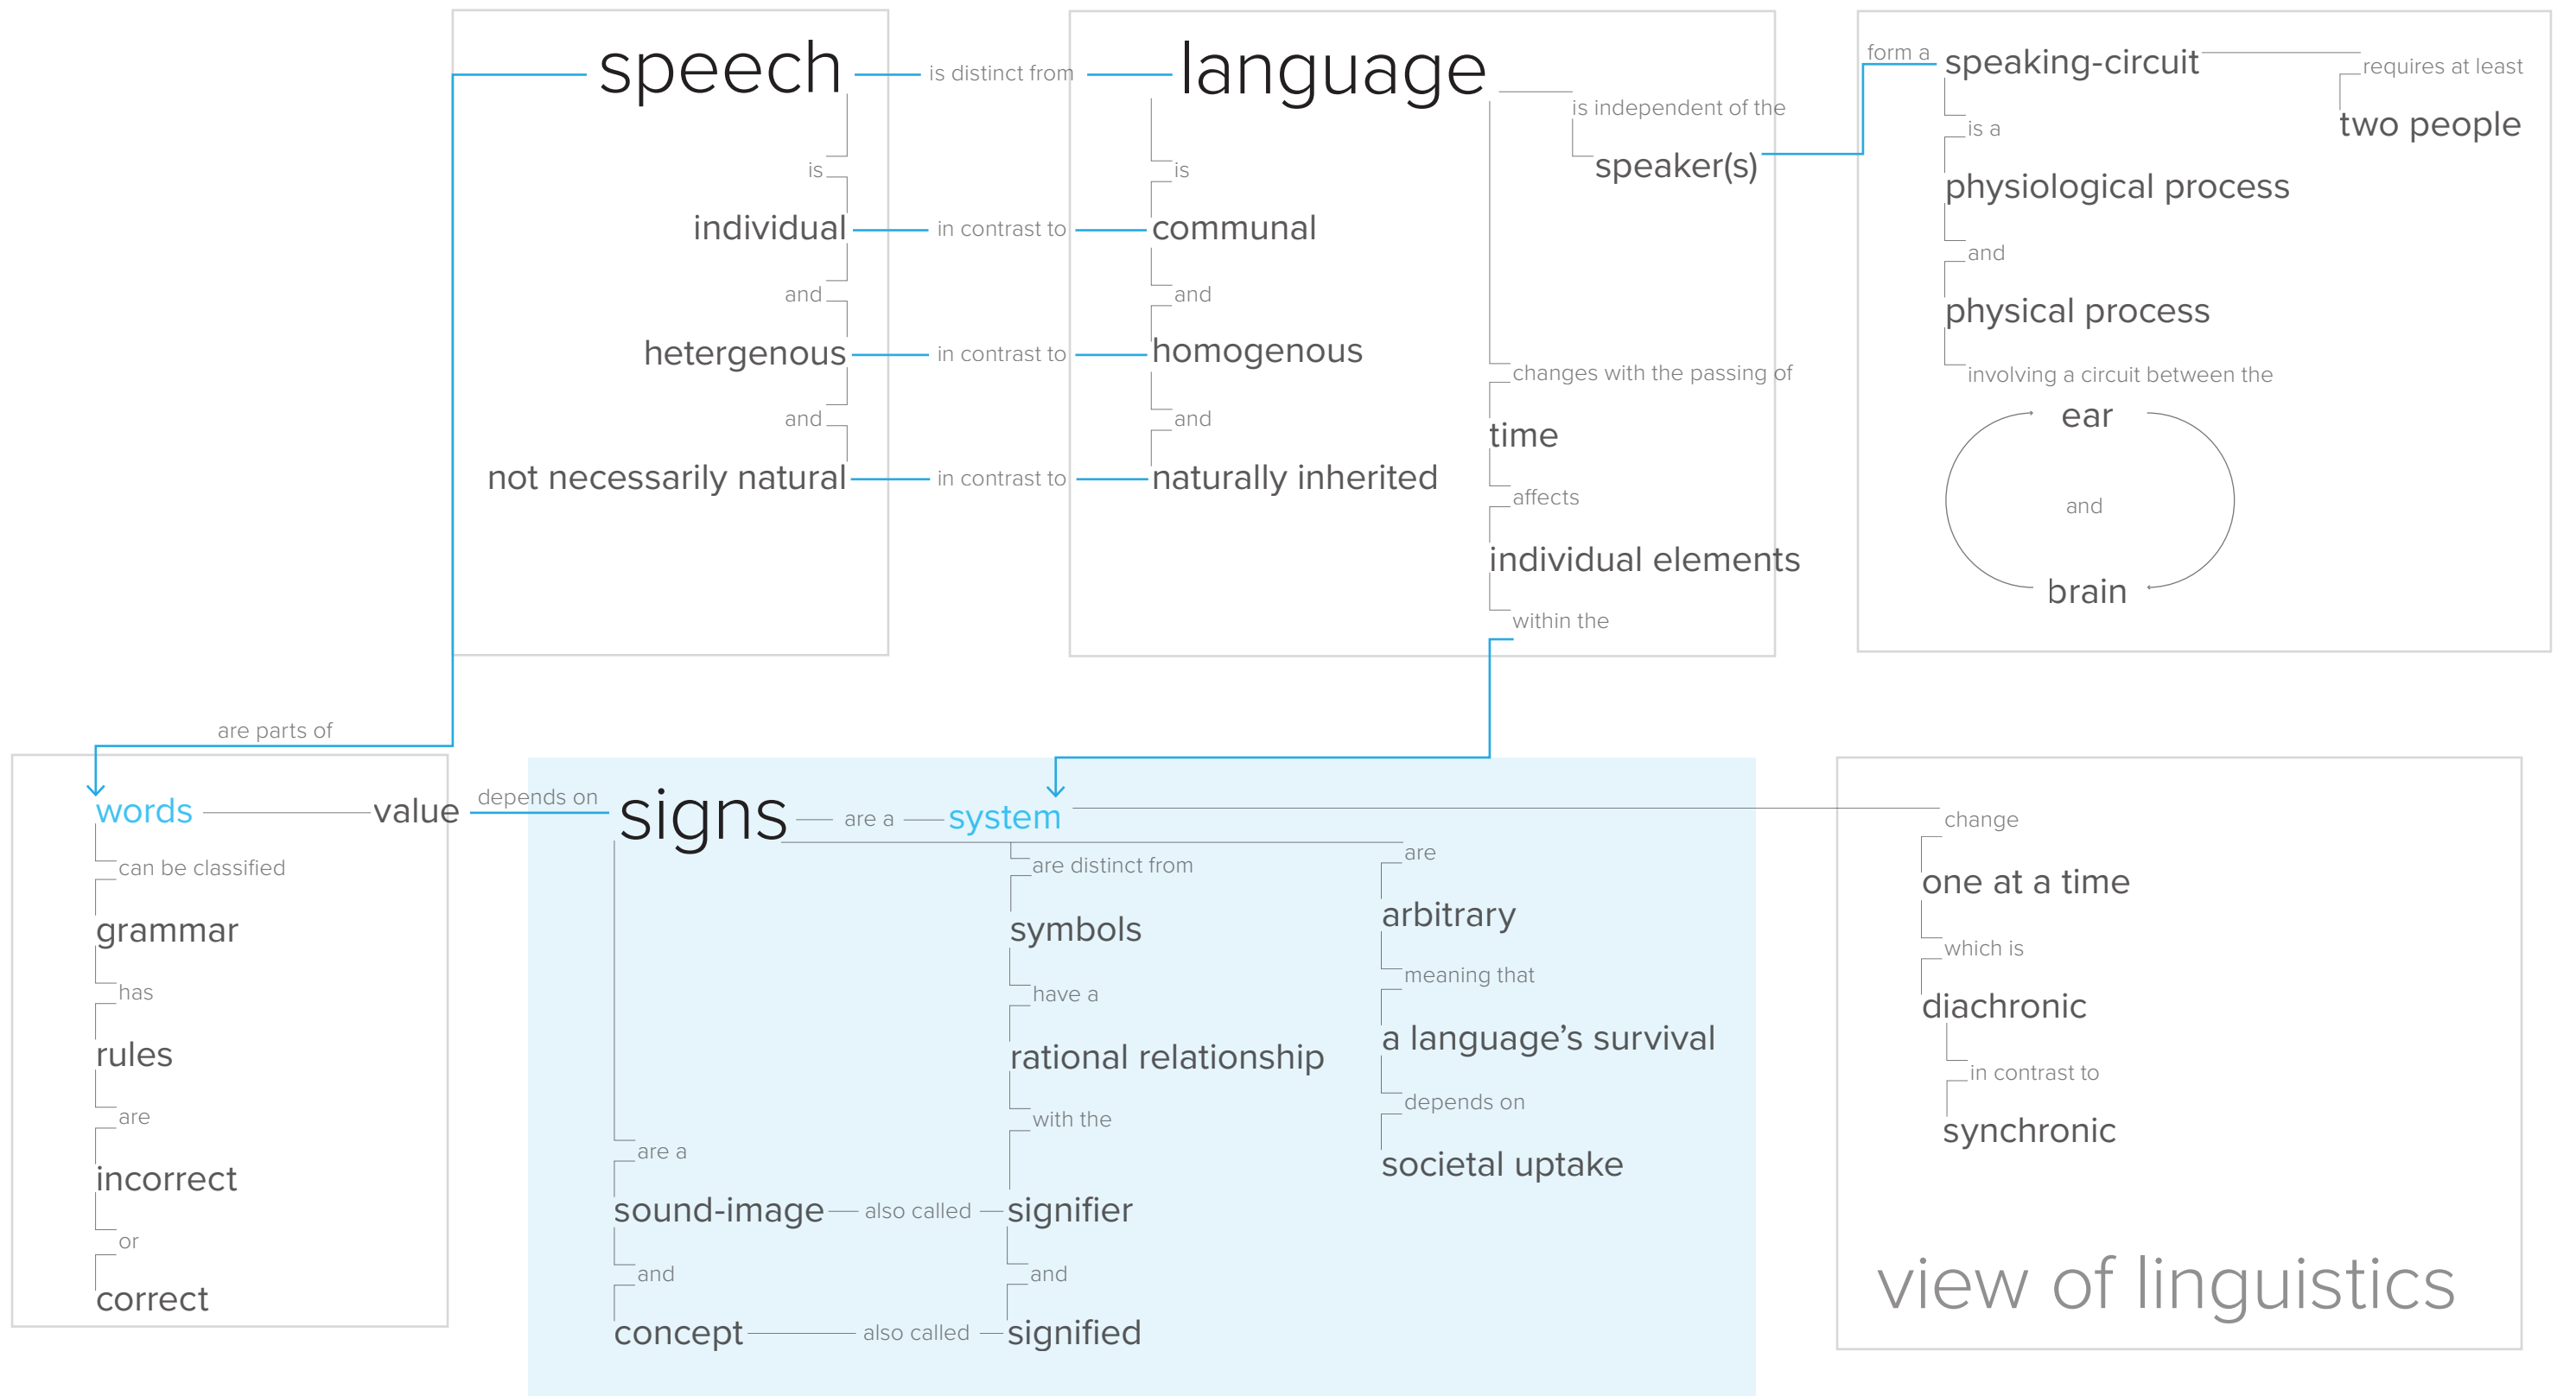 speech
is
individual
and
hetergenous
and
not necessarily natural
is distinct from
in contrast to
in contrast to
in contrast to
language
is
communal
and
homogenous
and
naturally inherited
is independent of the
speaker(s)
changes with the passing of
time
affects
individual elements
within the
form a
speaking-circuit
requires at least
two people
is a
physiological process
and
physical process
involving a circuit between the
ear
and
brain
are parts of
words
value
can be classified
grammar
has
rules
are
incorrect
or
correct
depends on
signs
are a
system
are a
sound-image
also called
signifier
and
and
concept
also called
signified
are distinct from
symbols
have a
rational relationship
with the
are
arbitrary
meaning that
a language’s survival
depends on
societal uptake
change
one at a time
which is
diachronic
in contrast to
synchronic
view of linguistics